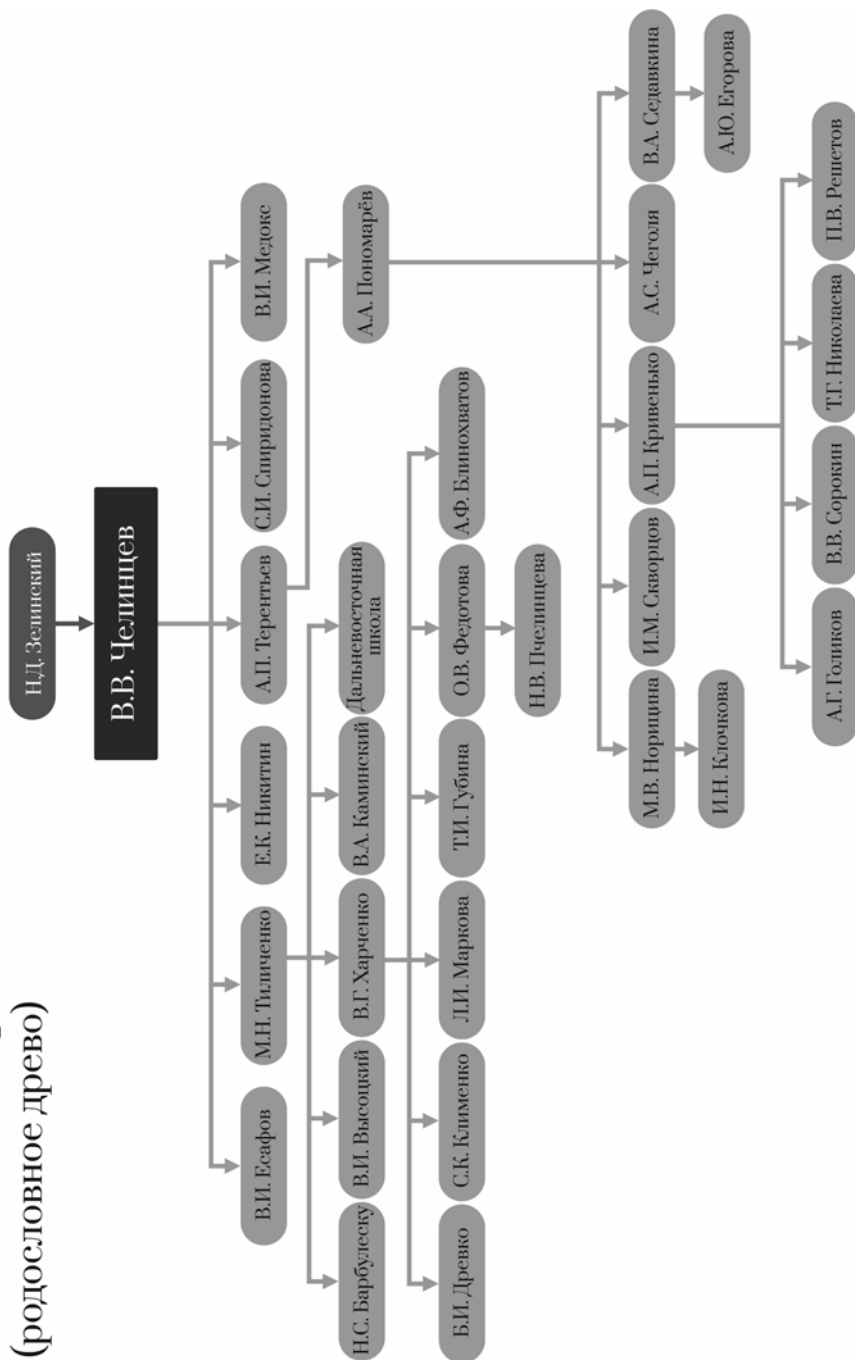 (родословное древо)
Н.Д. Зелинский
В.В. Челинцев
В.И. Есафов
М.Н. Тиличенко
Е.К. Никитин
А.П. Терентьев
С.И. Спиридонова
В.И. Медокс
Н.С. Барбулеску
В.И. Высоцкий
В.Г. Харченко
В.А. Каминский
Дальневосточная
школа
А.А. Пономарёв
Б.И. Древко
С.К. Клименко
Л.И. Маркова
Т.И. Губина
О.В. Федотова
А.Ф. Блинохватов
Н.В. Пчелинцева
М.В. Норицина
И.М. Скворцов
А.П. Кривенько
А.С. Чеголя
В.А. Седавкина
И.Н. Клочкова
А.Ю. Егорова
А.Г. Голиков
В.В. Сорокин
Т.Г. Николаева
П.В. Решетов